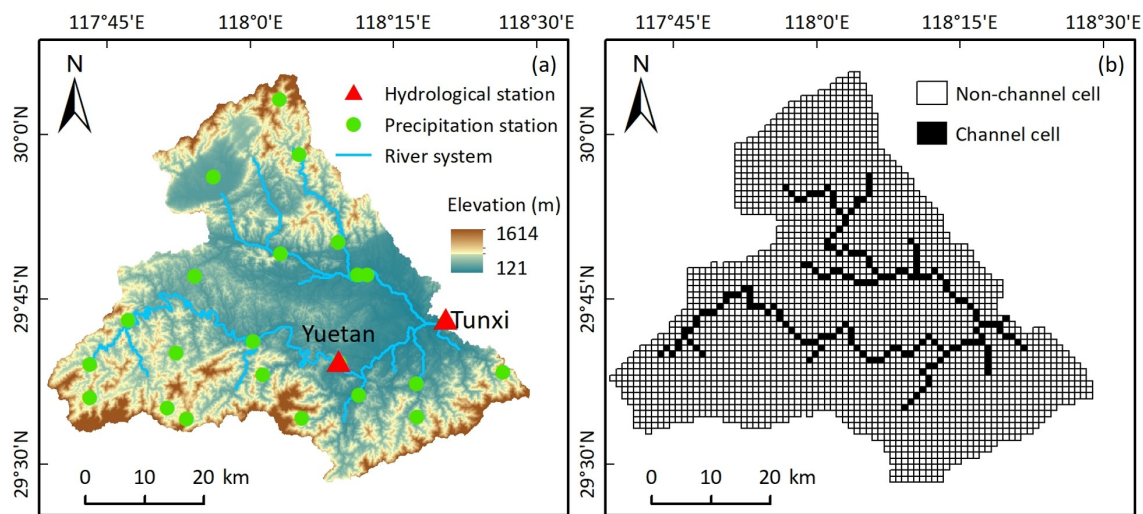 117°45'E 118°0'E 118°15'E 118°30'E
N
(a)
Hydrological station
Precipitation station
River system
Elevation (m)
1614
121
30°0'N
29°45'N
29°30'N
Tunxi
Yuetan
0 10 20 km
117°45'E 118°0'E 118°15'E 118°30'E
N
(b)
Non-channel cell
Channel cell
30°0'N
29°45'N
29°30'N
0 10 20 km